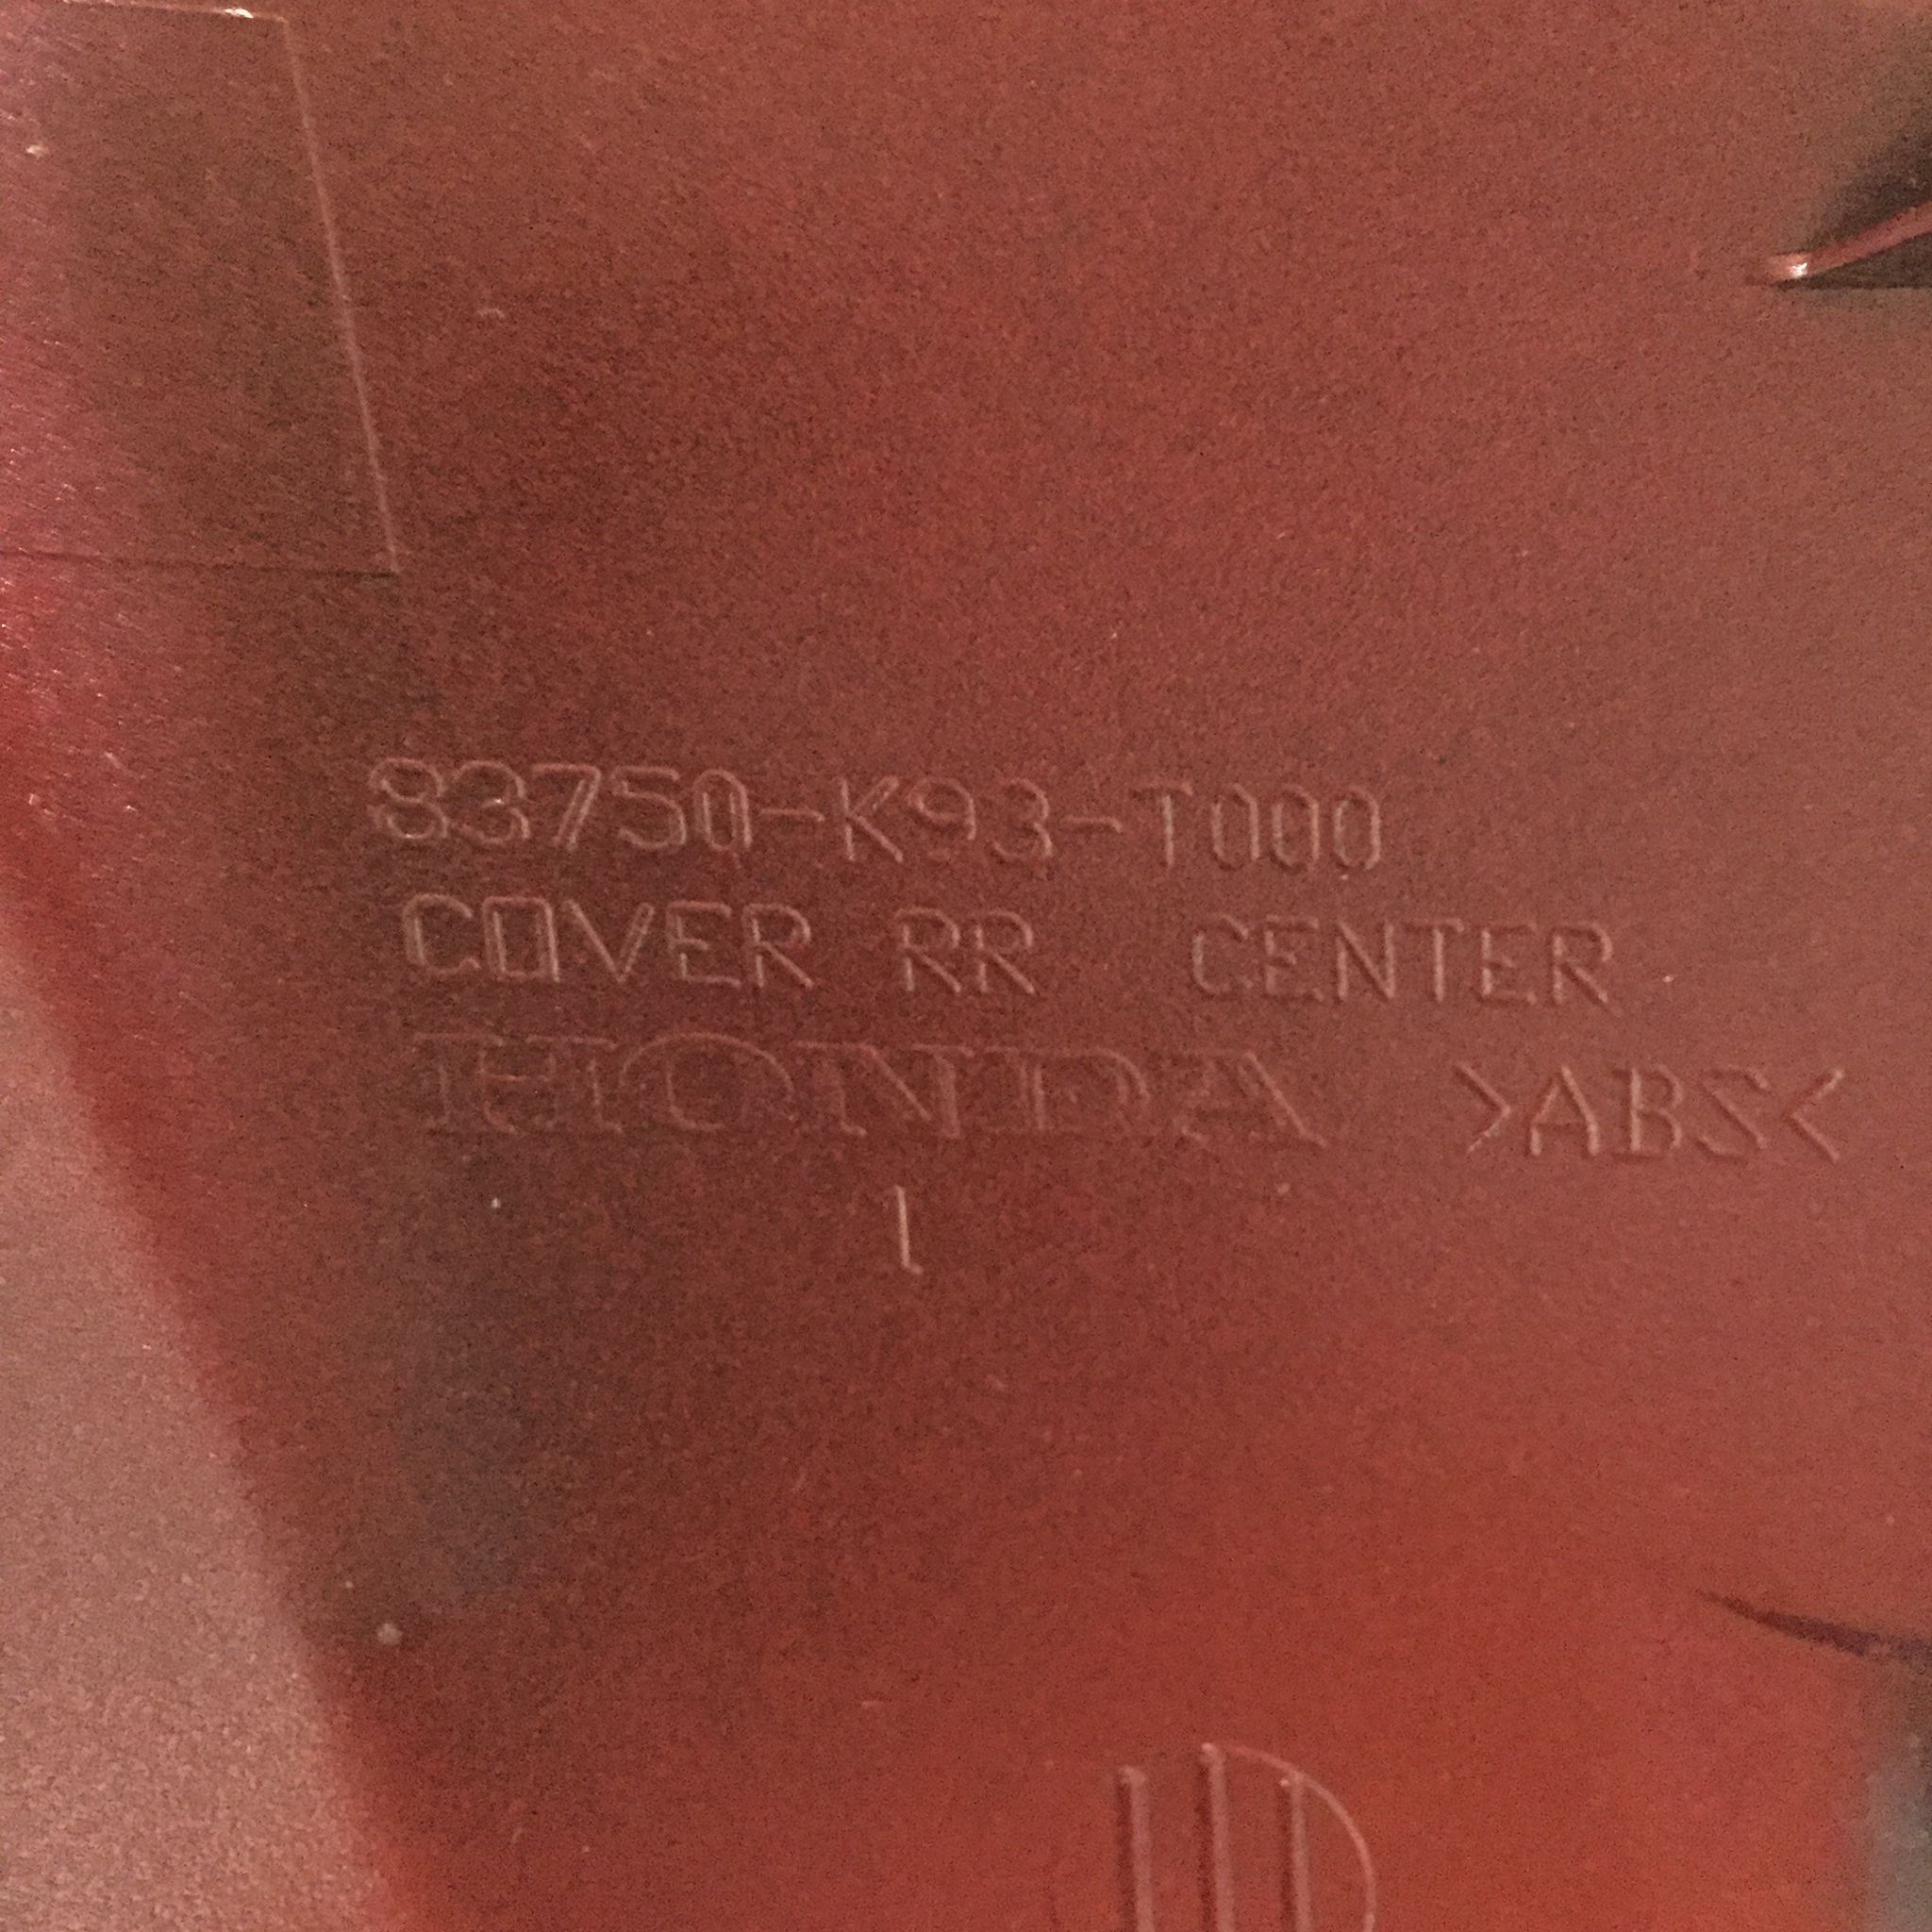 83750-K93-T000
COVER RR CENTER
HONDA >ABS<
1